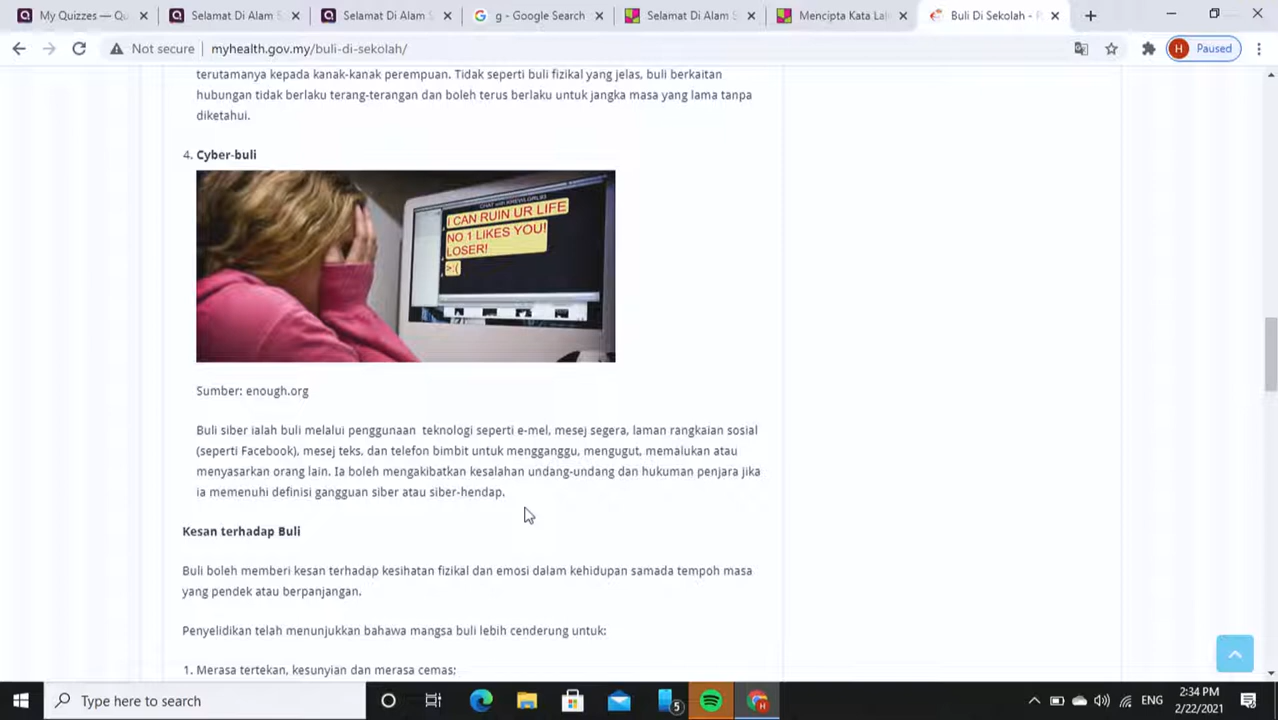 My Quizzes — Qu
Selamat Di Alam S
Selamat Di Alam S
g - Google Search
Selamat Di Alam S
Mencipta Kata Lal
Buli Di Sekolah - P
Not secure
myhealth.gov.my/buli-di-sekolah/
H Paused
terutamanya kepada kanak-kanak perempuan. Tidak seperti buli fizikal yang jelas, buli berkaitan
hubungan tidak berlaku terang-terangan dan boleh terus berlaku untuk jangka masa yang lama tanpa
diketahui.
4. Cyber-buli
I CAN RUIN UR LIFE
NO 1 LIKES YOU!
LOSER!
>:(
Sumber: enough.org
Buli siber ialah buli melalui penggunaan teknologi seperti e-mel, mesej segera, laman rangkaian sosial
(seperti Facebook), mesej teks, dan telefon bimbit untuk mengganggu, mengugut, memalukan atau
menyasarkan orang lain. Ia boleh mengakibatkan kesalahan undang-undang dan hukuman penjara jika
ia memenuhi definisi gangguan siber atau siber-hendap.
Kesan terhadap Buli
Buli boleh memberi kesan terhadap kesihatan fizikal dan emosi dalam kehidupan samada tempoh masa
yang pendek atau berpanjangan.
Penyelidikan telah menunjukkan bahawa mangsa buli lebih cenderung untuk:
1. Merasa tertekan, kesunyian dan merasa cemas;
Type here to search
5
H
ENG
2:34 PM
2/22/2021